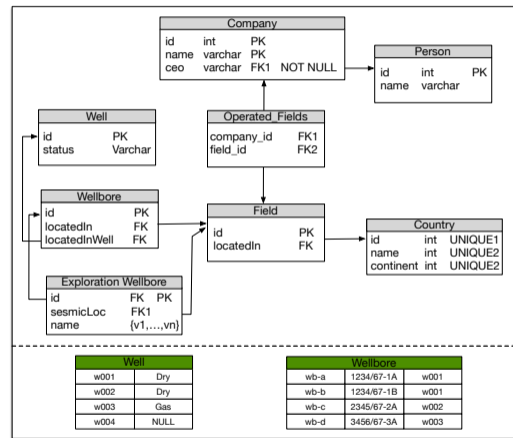 Company
id int PK
name varchar PK
ceo varchar FK1 NOT NULL
Person
id int PK
name varchar
Well
id PK
status Varchar
Operated_Fields
company_id FK1
field_id FK2
Wellbore
id PK
locatedIn FK
locatedInWell FK
Field
id PK
locatedIn FK
Country
id int UNIQUE1
name int UNIQUE2
continent int UNIQUE2
Exploration Wellbore
id FK PK
sesmicLoc FK1
name {v1,...,vn}
Well
w001 Dry
w002 Dry
w003 Gas
w004 NULL
Wellbore
wb-a 1234/67-1A w001
wb-b 1234/67-1B w001
wb-c 2345/67-2A w002
wb-d 3456/67-3A w003